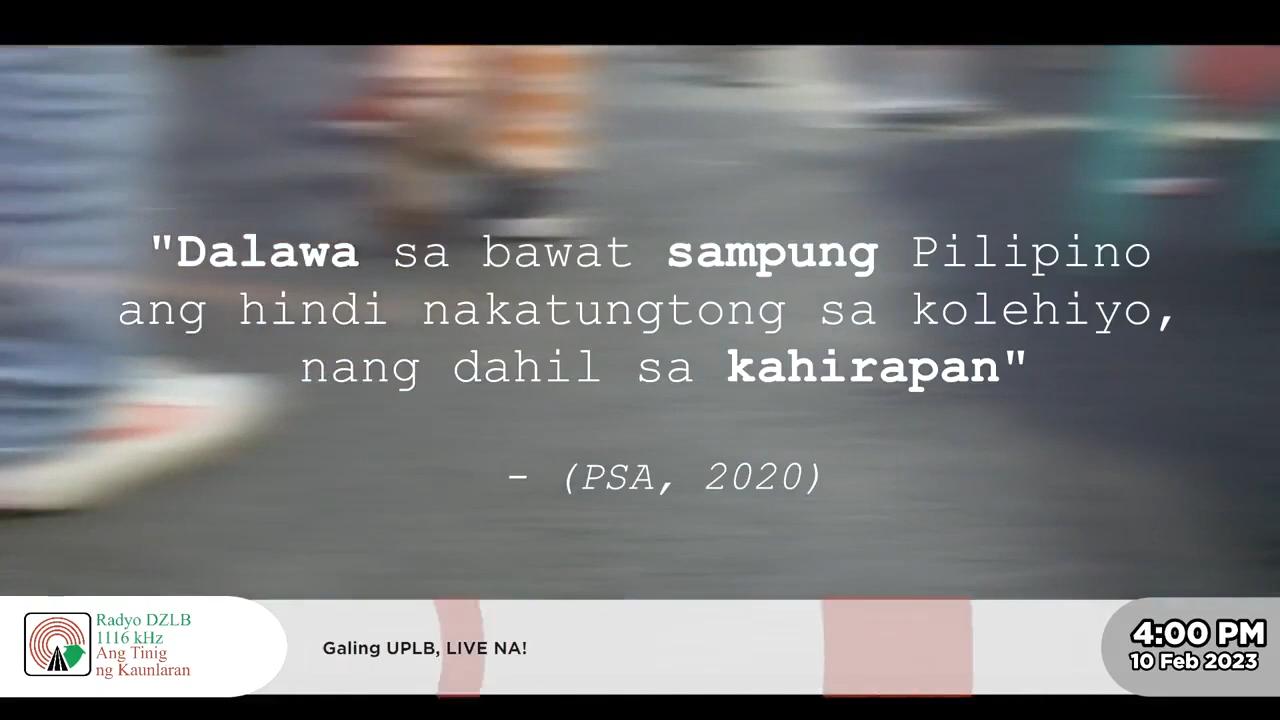 "Dalawa sa bawat sampung Pilipino
ang hindi nakatungtong sa kolehiyo,
nang dahil sa kahirapan"
- (PSA, 2020)
Radyo DZLB
1116 kHz
Ang Tinig
ng Kaunlaran
Galing UPLB, LIVE NA!
4:00 PM
10 Feb 2023